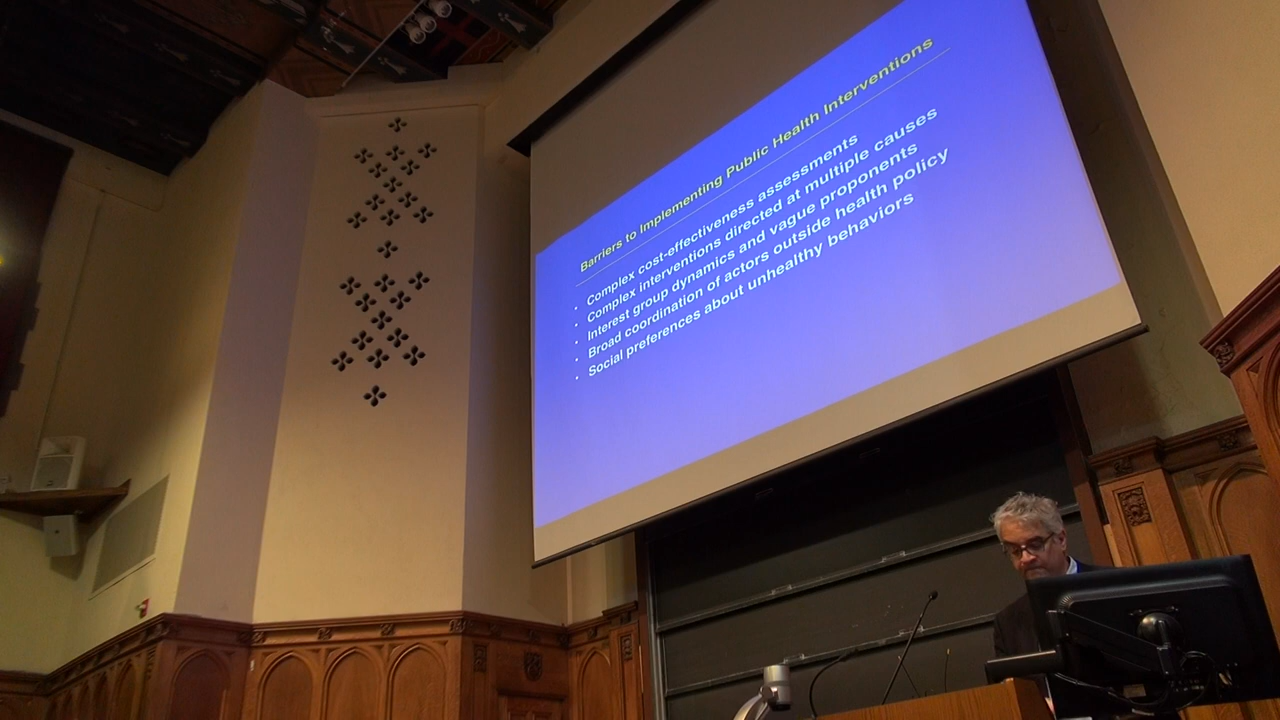 Barriers to Implementing Public Health Interventions
• Complex cost-effectiveness assessments
• Complex interventions directed at multiple causes
• Interest group dynamics and vague proponents
• Broad coordination of actors outside health policy
• Social preferences about unhealthy behaviors